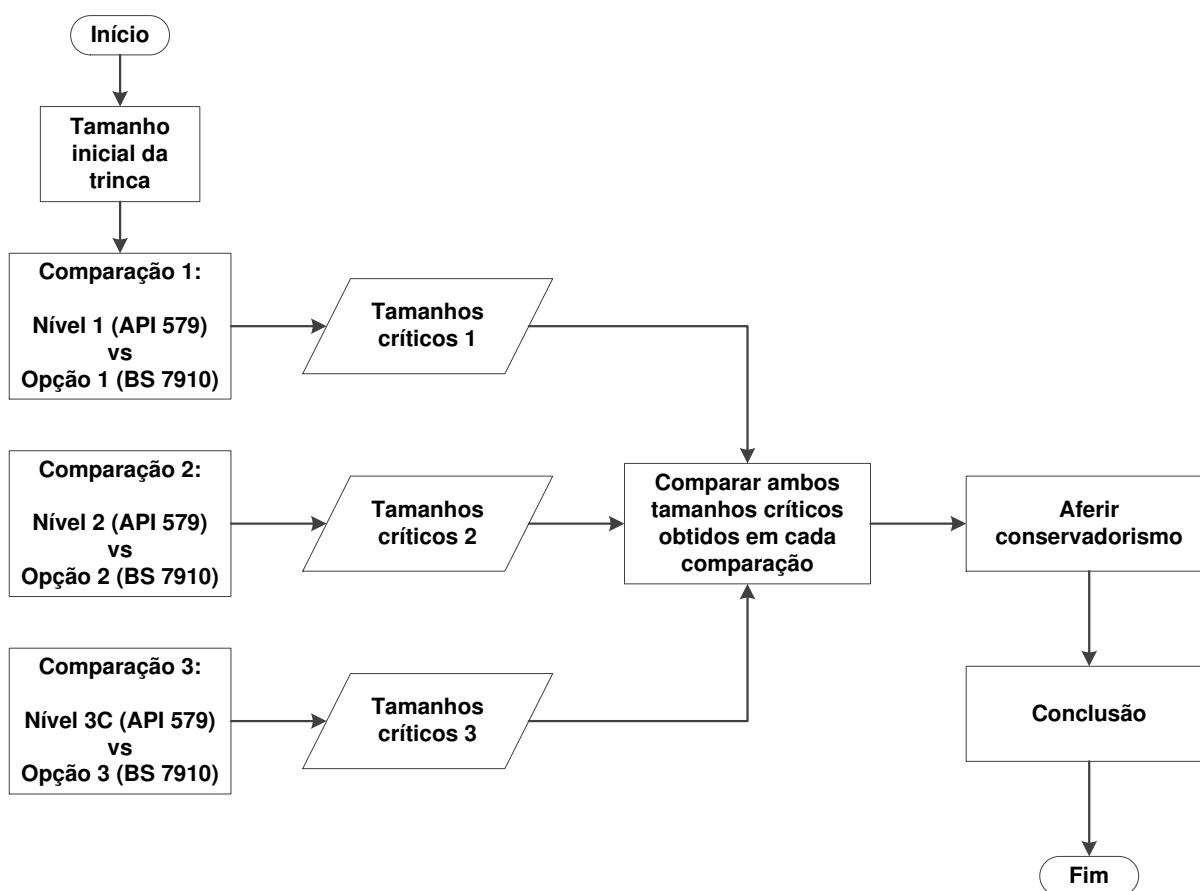 Início
Tamanho
inicial da
trinca
Comparação 1:
Nível 1 (API 579)
vs
Opção 1 (BS 7910)
Tamanhos
críticos 1
Comparação 2:
Nível 2 (API 579)
vs
Opção 2 (BS 7910)
Tamanhos
críticos 2
Comparação 3:
Nível 3C (API 579)
vs
Opção 3 (BS 7910)
Tamanhos
críticos 3
Comparar ambos
tamanhos críticos
obtidos em cada
comparação
Aferir
conservadorismo
Conclusão
Fim